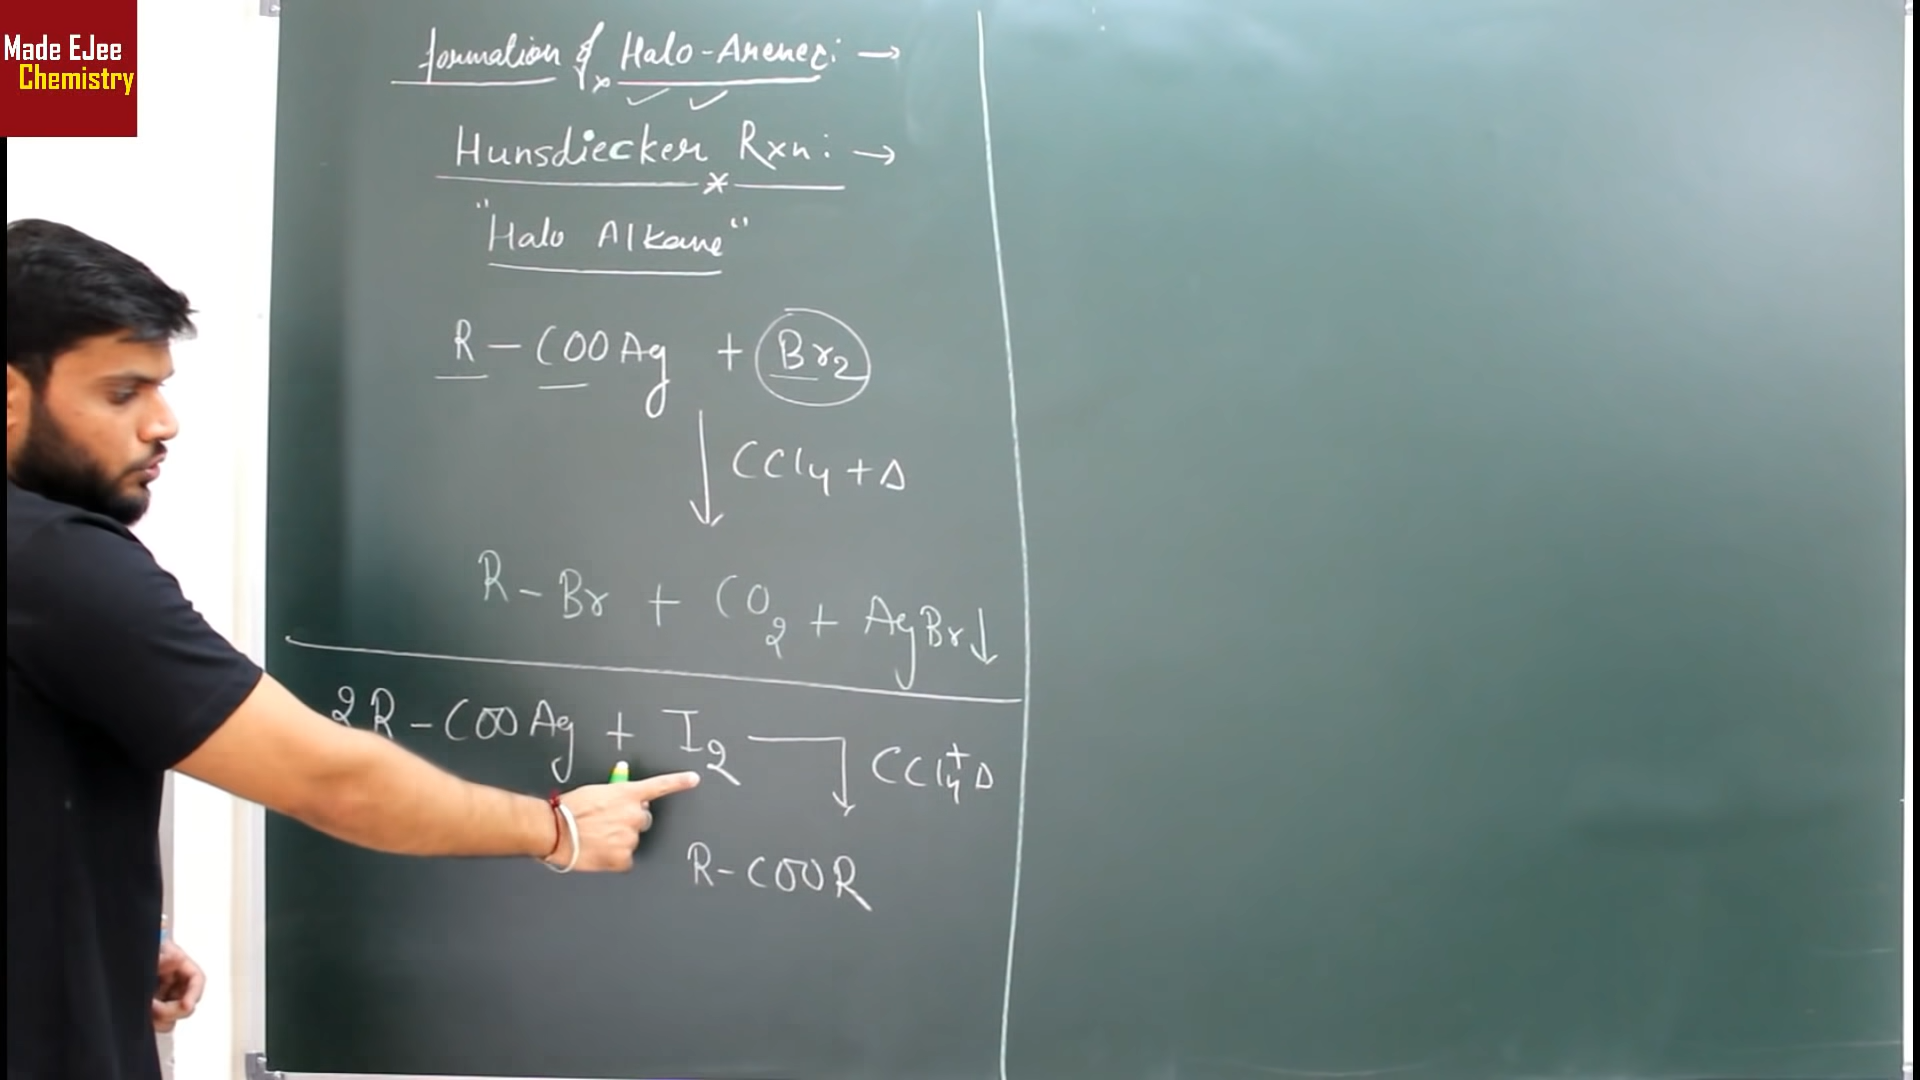 Made EJee
Chemistry
formation of Halo-Arenes: →
Hunsdiecker Rxn: →
"Halo Alkane"
R - COOAg + Br2
CCl4 + Δ
R - Br + CO2 + AgBr↓
2R - COOAg + I2
CCl4 + Δ
R - COOR